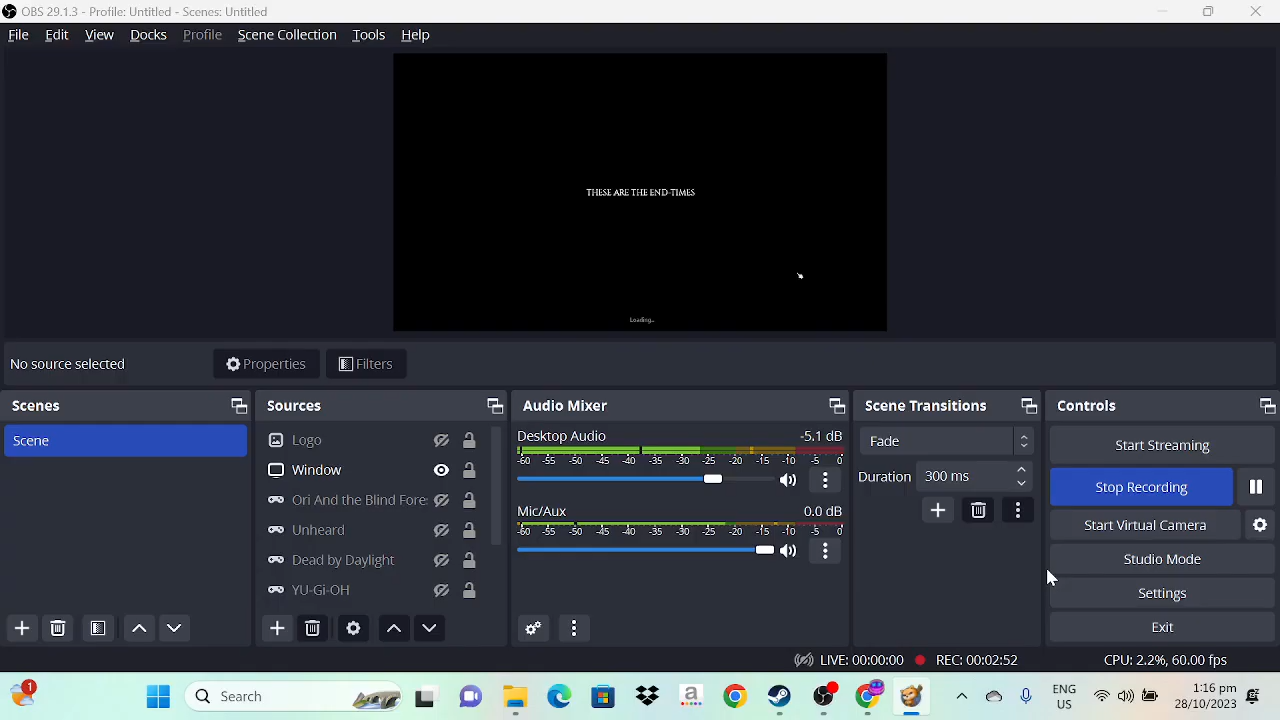 OBS 29.1.3 - Profile: Untitled - Scenes: Untitled
File Edit View Docks Profile Scene Collection Tools Help
THESE ARE THE END-TIMES
Loading...
No source selected Properties Filters
Scenes
Scene
Sources
Logo
Window
Ori And the Blind Fore
Unheard
Dead by Daylight
YU-Gi-OH
Audio Mixer
Desktop Audio -5.1 dB
-60 -55 -50 -45 -40 -35 -30 -25 -20 -15 -10 -5 0
Mic/Aux 0.0 dB
-60 -55 -50 -45 -40 -35 -30 -25 -20 -15 -10 -5 0
Scene Transitions
Fade
Duration 300 ms
Controls
Start Streaming
Stop Recording
Start Virtual Camera
Studio Mode
Settings
Exit
LIVE: 00:00:00 REC: 00:02:52 CPU: 2.2%, 60.00 fps
1
Search
a
ENG
US
1:16 pm
28/10/2023